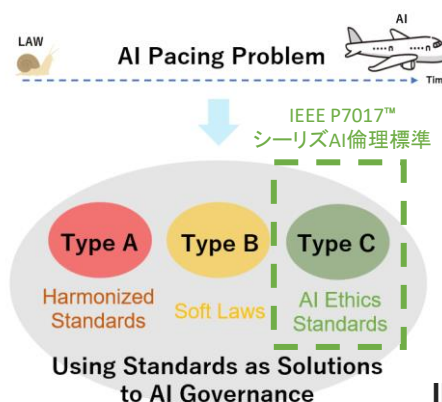 LAW
AI Pacing Problem
AI
IEEE P7017™
シーリズAI倫理標準
Type A
Type B
Type C
Harmonized
Standards
Soft Laws
AI Ethics
Standards
Using Standards as Solutions
to AI Governance